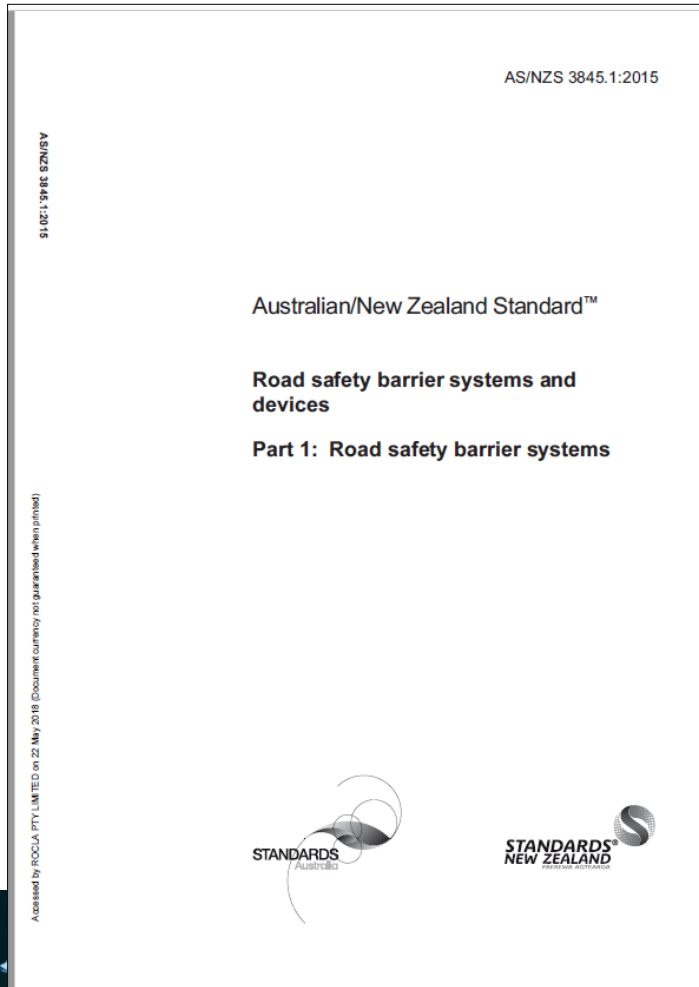 AS/NZS 3845.1:2015
AS/NZS 3845.1:2015
Australian/New Zealand Standard™
Road safety barrier systems and
devices
Part 1: Road safety barrier systems
Accessed by ROCLA PTY LIMITED on 22 May 2018 (Document currency not guaranteed when printed)
STANDARDS
Australia
STANDARDS®
NEW ZEALAND
PAEREWA AOTEAROA